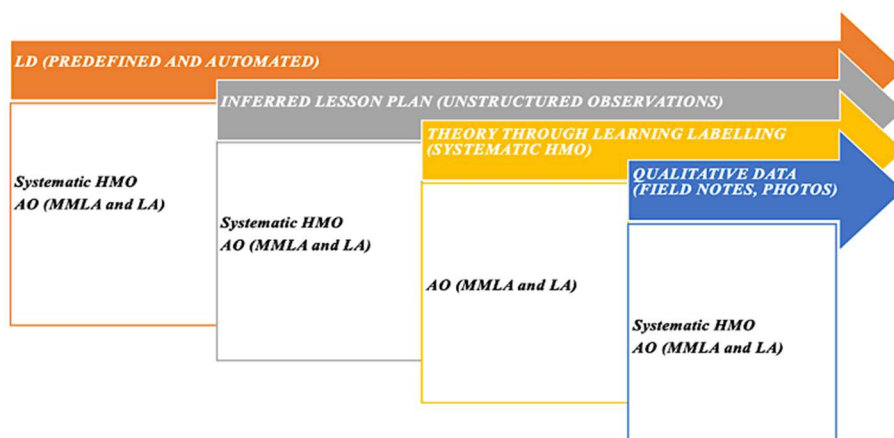 LD (PREDEFINED AND AUTOMATED)
INFERRED LESSON PLAN (UNSTRUCTURED OBSERVATIONS)
THEORY THROUGH LEARNING LABELLING
(SYSTEMATIC HMO)
QUALITATIVE DATA
(FIELD NOTES, PHOTOS)
Systematic HMO
AO (MMLA and LA)
Systematic HMO
AO (MMLA and LA)
AO (MMLA and LA)
Systematic HMO
AO (MMLA and LA)